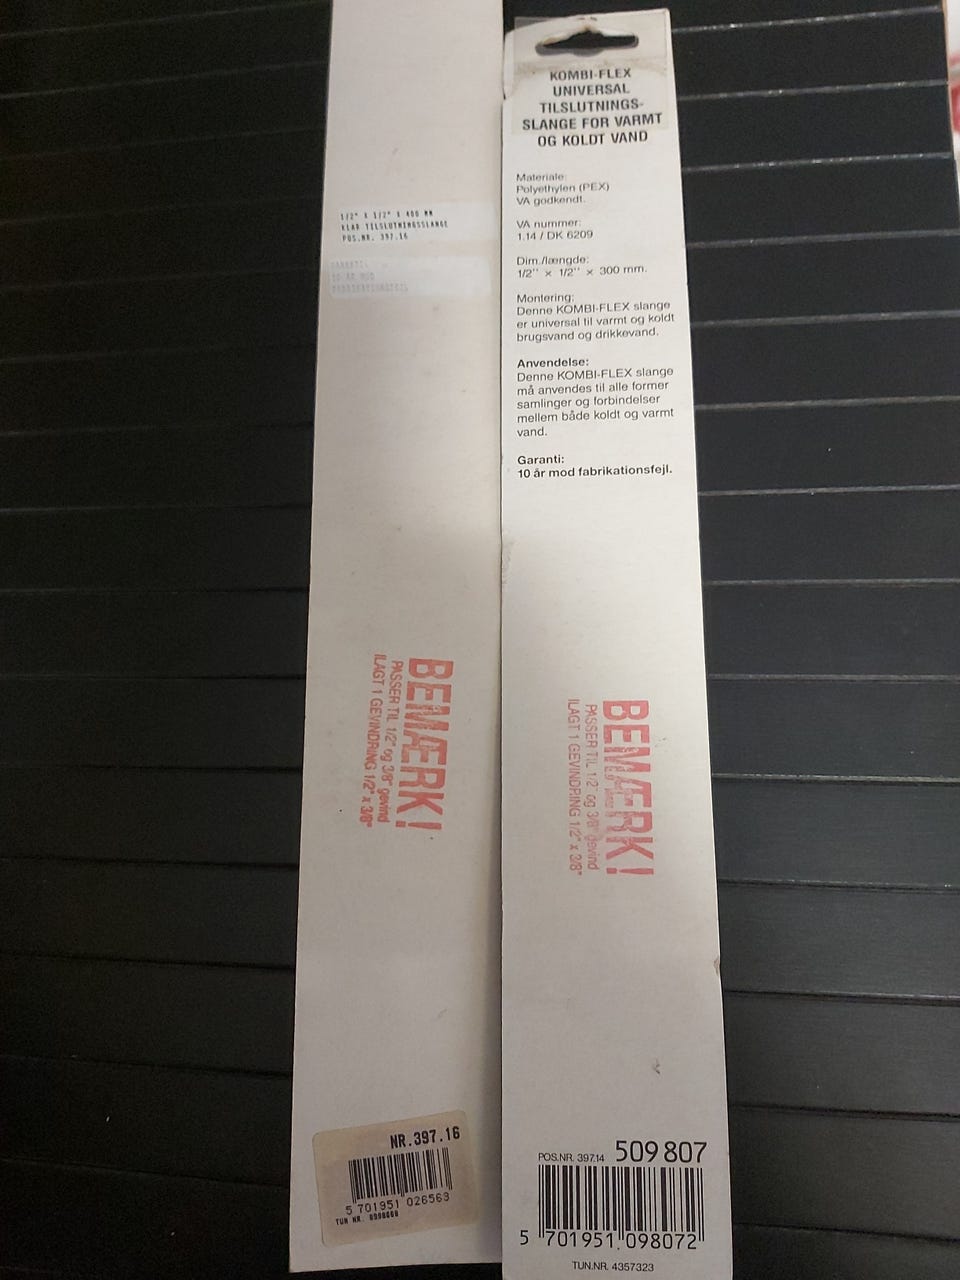 1/2" X 1/2" X 400 MM
KLAR TILSLUTNINGSSLANGE
POS.NR. 397.16
10 ÅR MOD
BEMÆRK!
PASSER TIL 1/2" og 3/8" gevind
ILAGT 1 GEVINDRING 1/2" x 3/8"
NR.397.16
5 701951 026563
TUN NR.
KOMBI-FLEX
UNIVERSAL
TILSLUTNINGS-
SLANGE FOR VARMT
OG KOLDT VAND
Materiale:
Polyethylen (PEX)
VA godkendt.
VA nummer:
1.14 / DK 6209
Dim./længde:
1/2'' × 1/2'' × 300 mm.
Montering:
Denne KOMBI-FLEX slange
er universal til varmt og koldt
brugsvand og drikkevand.
Anvendelse:
Denne KOMBI-FLEX slange
må anvendes til alle former
samlinger og forbindelser
mellem både koldt og varmt
vand.
Garanti:
10 år mod fabrikationsfejl.
BEMÆRK!
PASSER TIL 1/2" og 3/8" gevind
ILAGT 1 GEVINDRING 1/2" x 3/8"
POS.NR. 397.14 509 807
5 701951 098072
TUN.NR. 4357323